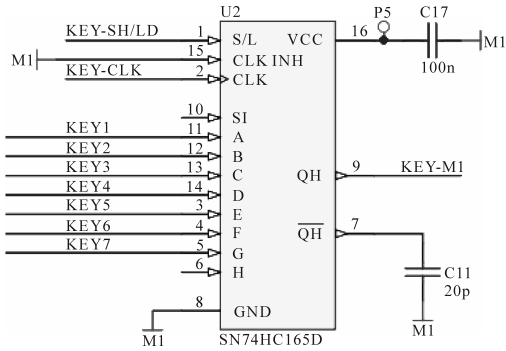 U2
P5
C17
KEY-SH/LD
1
S/L
VCC
16
M1
15
CLK INH
M1
KEY-CLK
2
CLK
100n
10
SI
KEY1
11
A
KEY2
12
B
KEY3
13
C
QH
9
KEY-M1
KEY4
14
D
KEY5
3
E
KEY6
4
F
QH
7
KEY7
5
G
6
H
C11
20p
8
GND
M1
M1
SN74HC165D